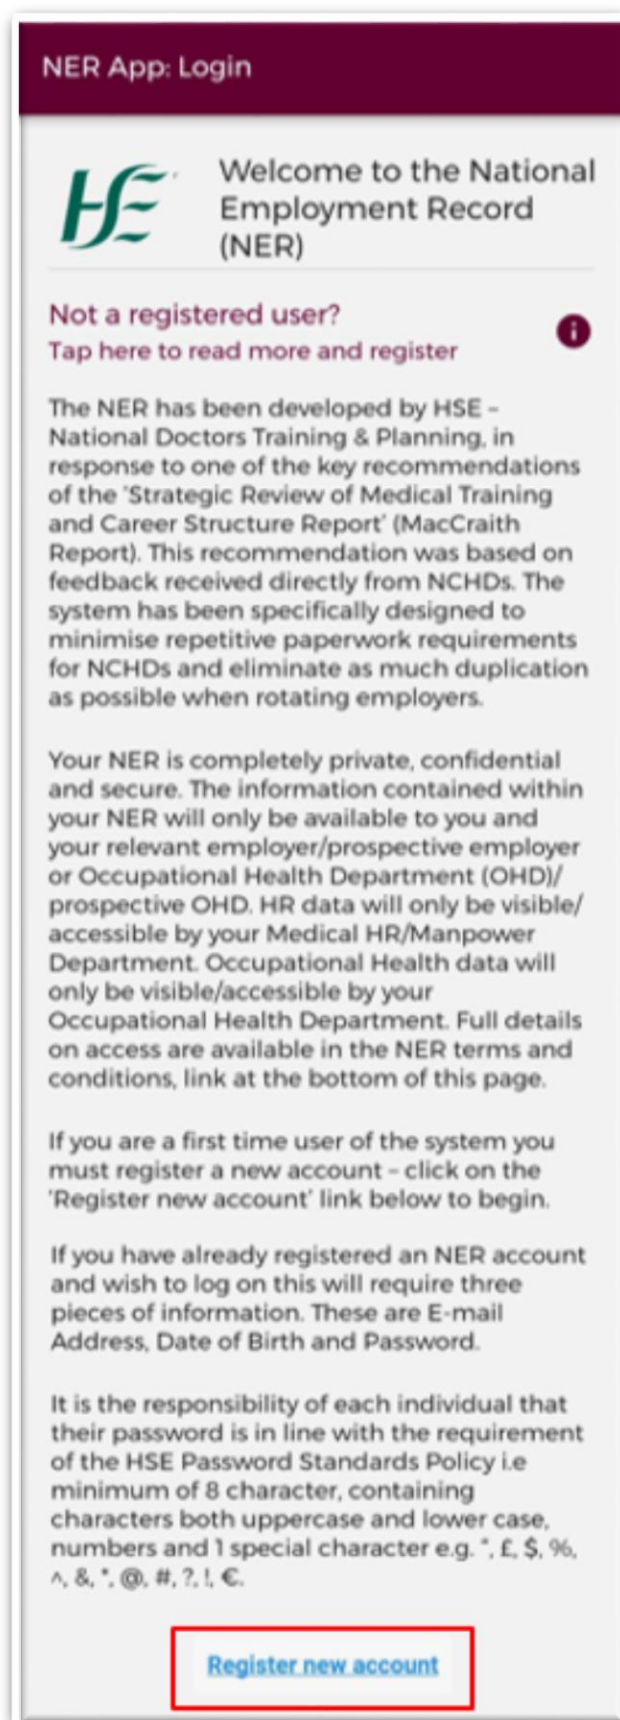 NER App: Login
HSE
Welcome to the National
Employment Record
(NER)
Not a registered user?
Tap here to read more and register
i
The NER has been developed by HSE –
National Doctors Training & Planning, in
response to one of the key recommendations
of the 'Strategic Review of Medical Training
and Career Structure Report' (MacCraith
Report). This recommendation was based on
feedback received directly from NCHDs. The
system has been specifically designed to
minimise repetitive paperwork requirements
for NCHDs and eliminate as much duplication
as possible when rotating employers.
Your NER is completely private, confidential
and secure. The information contained within
your NER will only be available to you and
your relevant employer/prospective employer
or Occupational Health Department (OHD)/
prospective OHD. HR data will only be visible/
accessible by your Medical HR/Manpower
Department. Occupational Health data will
only be visible/accessible by your
Occupational Health Department. Full details
on access are available in the NER terms and
conditions, link at the bottom of this page.
If you are a first time user of the system you
must register a new account – click on the
'Register new account' link below to begin.
If you have already registered an NER account
and wish to log on this will require three
pieces of information. These are E-mail
Address, Date of Birth and Password.
It is the responsibility of each individual that
their password is in line with the requirement
of the HSE Password Standards Policy i.e
minimum of 8 character, containing
characters both uppercase and lower case,
numbers and 1 special character e.g. ", £, $, %,
^, &, *, @, #, ?, !, €.
Register new account